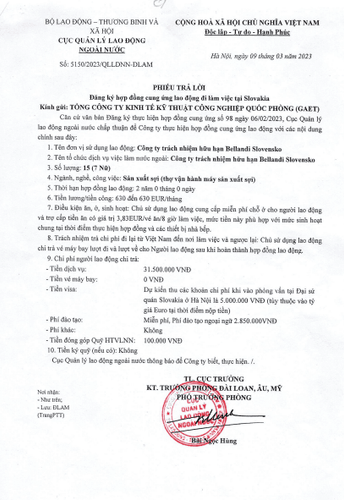 BỘ LAO ĐỘNG – THƯƠNG BINH VÀ XÃ HỘI
CỤC QUẢN LÝ LAO ĐỘNG
NGOÀI NƯỚC
Số: 5150/2023/QLLDNN-DLAM
CỘNG HOÀ XÃ HỘI CHỦ NGHĨA VIỆT NAM
Độc lập - Tự do - Hạnh Phúc
Hà Nội, ngày 09 tháng 03 năm 2023
PHIẾU TRẢ LỜI
Đăng ký hợp đồng cung ứng lao động đi làm việc tại Slovakia
Kính gửi: TỔNG CÔNG TY KINH TẾ KỸ THUẬT CÔNG NGHIỆP QUỐC PHÒNG (GAET)
Căn cứ văn bản Đăng ký thực hiện hợp đồng cung ứng số 98 ngày 06/02/2023, Cục Quản lý
lao động ngoài nước chấp thuận để Công ty thực hiện hợp đồng cung ứng lao động với các nội dung
chính sau đây:
1. Tên đơn vị sử dụng lao động: Công ty trách nhiệm hữu hạn Bellandi Slovensko
2. Tên tổ chức dịch vụ việc làm nước ngoài: Công ty trách nhiệm hữu hạn Bellandi Slovensko
3. Số lượng: 15 (7 Nữ)
4. Ngành, nghề, công việc: Sản xuất sợi (thợ vận hành máy sản xuất sợi)
5. Thời hạn hợp đồng lao động: 2 năm 0 tháng 0 ngày
6. Tiền lương/tiền công: 630 đến 630 EUR/tháng
7. Điều kiện ăn, ở, sinh hoạt: Chủ sử dụng lao động cung cấp miễn phí chỗ ở cho người lao động
và trợ cấp tiền ăn có giá trị 3,83EUR/vé ăn/8 giờ làm việc, mức tiền này phù hợp với mức sinh hoạt
chung tại thời điểm thực hiện hợp đồng và các thiết bị nhà bếp.
8. Trách nhiệm trả chi phí đi lại từ Việt Nam đến nơi làm việc và ngược lại: Chủ sử dụng lao động
chi trả vé máy bay lượt đi và lượt về cho Người lao động sau khi hoàn thành hợp đồng lao động.
9. Chi phí người lao động chi trả:
- Tiền dịch vụ: 31.500.000 VNĐ
- Tiền vé máy bay: 0 VNĐ
- Tiền visa: Dự kiến thu các khoản chi phí khi vào phỏng vấn tại Đại sứ
quán Slovakia ở Hà Nội là 5.000.000 VNĐ (tùy thuộc vào tỷ
giá Euro tại thời điểm nộp tiền)
- Phí đào tạo: Miễn phí, Phí đào tạo ngoại ngữ 2.850.000VNĐ
- Phí khác: Không
- Tiền đóng góp Quỹ HTVLNN: 100.000 VNĐ
10. Tiền ký quỹ (nếu có): Không
Cục Quản lý lao động ngoài nước thông báo để Công ty biết, thực hiện. /.
Nơi nhận:
- Như trên;
- Lưu: ĐLAM
(TrangPTT)
TL. CỤC TRƯỞNG
KT. TRƯỞNG PHÒNG ĐÀI LOAN, ÂU, MỸ
PHÓ TRƯỞNG PHÒNG
CỤC
QUẢN LÝ
LAO ĐỘNG
NGOÀI NƯỚC
Bùi Ngọc Hùng